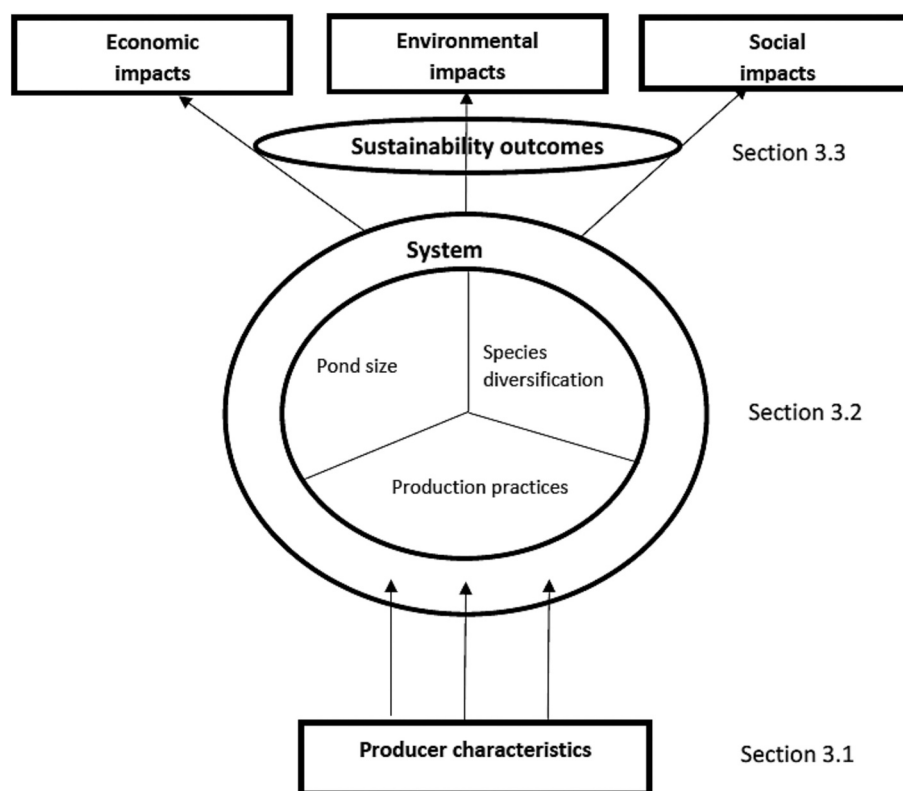 Economic
impacts
Environmental
impacts
Social
impacts
Sustainability outcomes
Section 3.3
System
Pond size
Species
diversification
Section 3.2
Production practices
Producer characteristics
Section 3.1